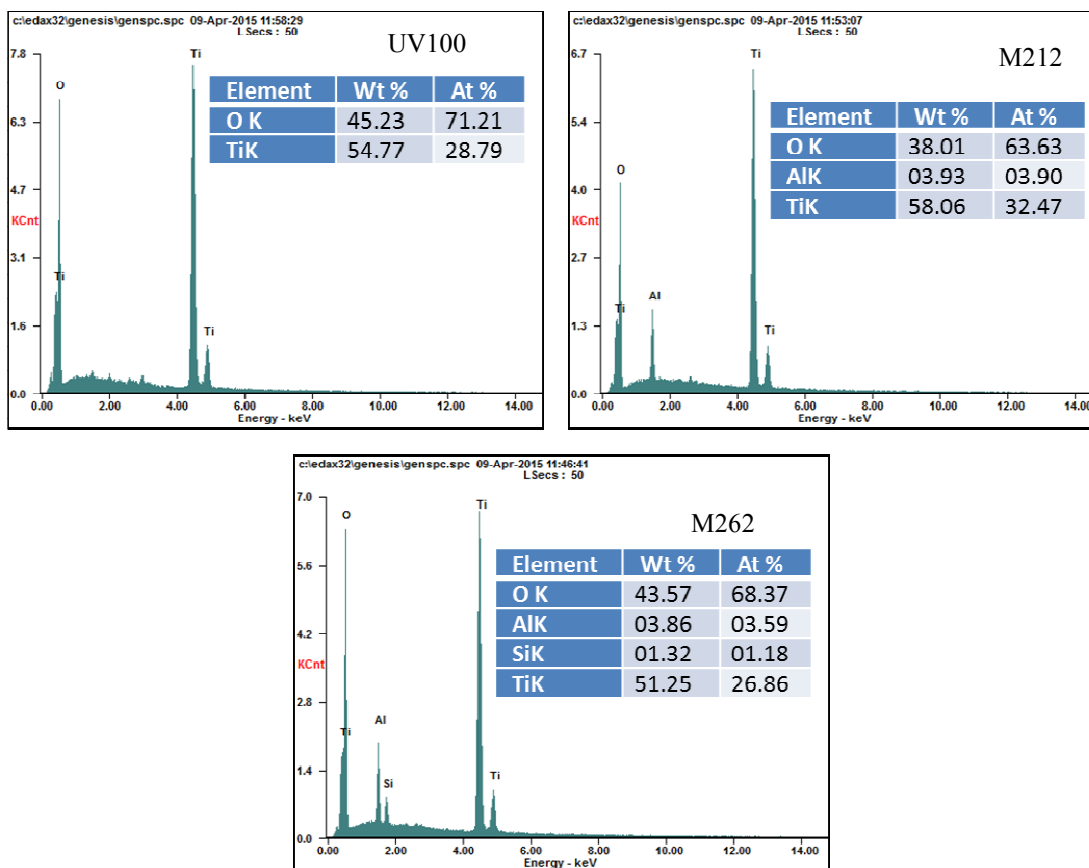 c:\edax32\genesis\genspc.spc 09-Apr-2015 11:58:29
LSecs : 50
UV100
7.8
6.3
4.7
KCnt
3.1
1.6
0.0
O
Ti
Ti
Ti
Element Wt % At %
O K 45.23 71.21
TiK 54.77 28.79
0.00 2.00 4.00 6.00 8.00 10.00 12.00 14.00
Energy - keV
c:\edax32\genesis\genspc.spc 09-Apr-2015 11:53:07
LSecs : 50
M212
6.7
5.4
4.0
KCnt
2.7
1.3
0.0
O
Ti
Al
Ti
Ti
Element Wt % At %
O K 38.01 63.63
AlK 03.93 03.90
TiK 58.06 32.47
0.00 2.00 4.00 6.00 8.00 10.00 12.00 14.00
Energy - keV
c:\edax32\genesis\genspc.spc 09-Apr-2015 11:46:41
LSecs : 50
M262
7.0
5.6
4.2
KCnt
2.8
1.4
0.0
O
Ti
Al
Si
Ti
Ti
Element Wt % At %
O K 43.57 68.37
AlK 03.86 03.59
SiK 01.32 01.18
TiK 51.25 26.86
0.00 2.00 4.00 6.00 8.00 10.00 12.00 14.00
Energy - keV